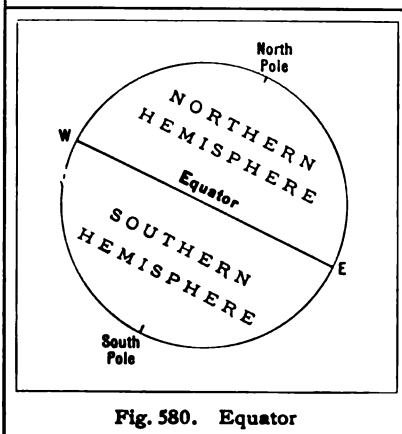 North
Pole
NORTHERN
HEMISPHERE
W
Equator
SOUTHERN
HEMISPHERE
E
South
Pole
Fig. 580. Equator